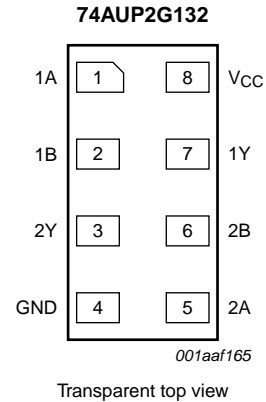 74AUP2G132
1A 1 8 VCC
1B 2 7 1Y
2Y 3 6 2B
GND 4 5 2A
001aaf165
Transparent top view